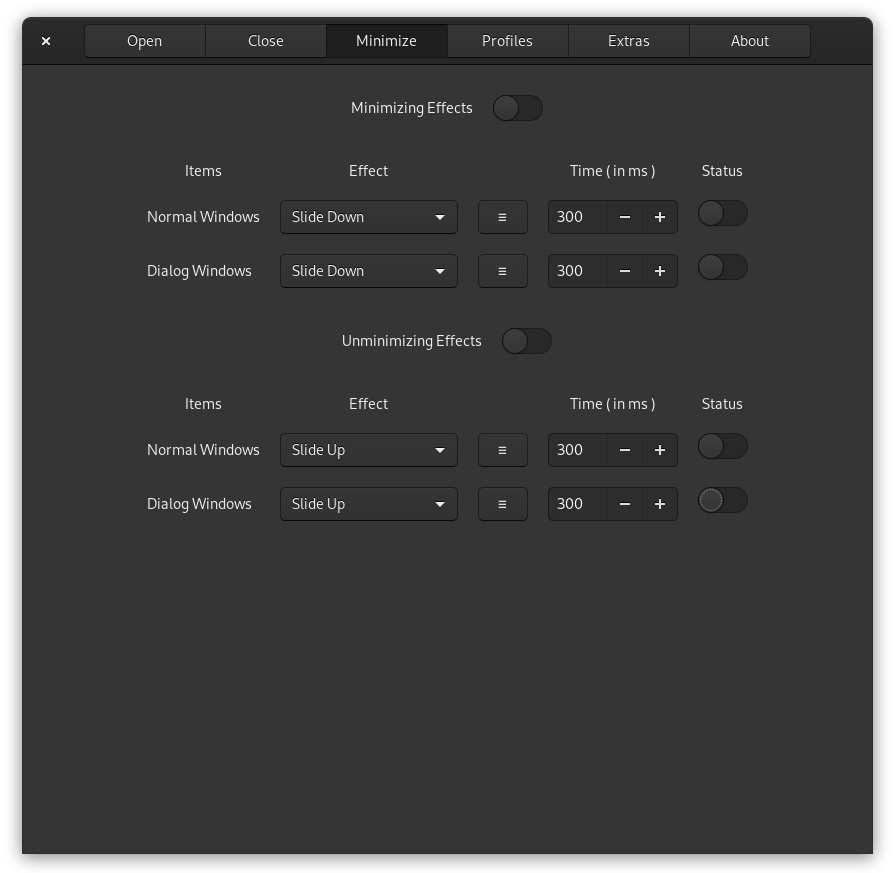 Open Close Minimize Profiles Extras About
Minimizing Effects
Items Effect Time ( in ms ) Status
Normal Windows Slide Down 300
Dialog Windows Slide Down 300
Unminimizing Effects
Items Effect Time ( in ms ) Status
Normal Windows Slide Up 300
Dialog Windows Slide Up 300